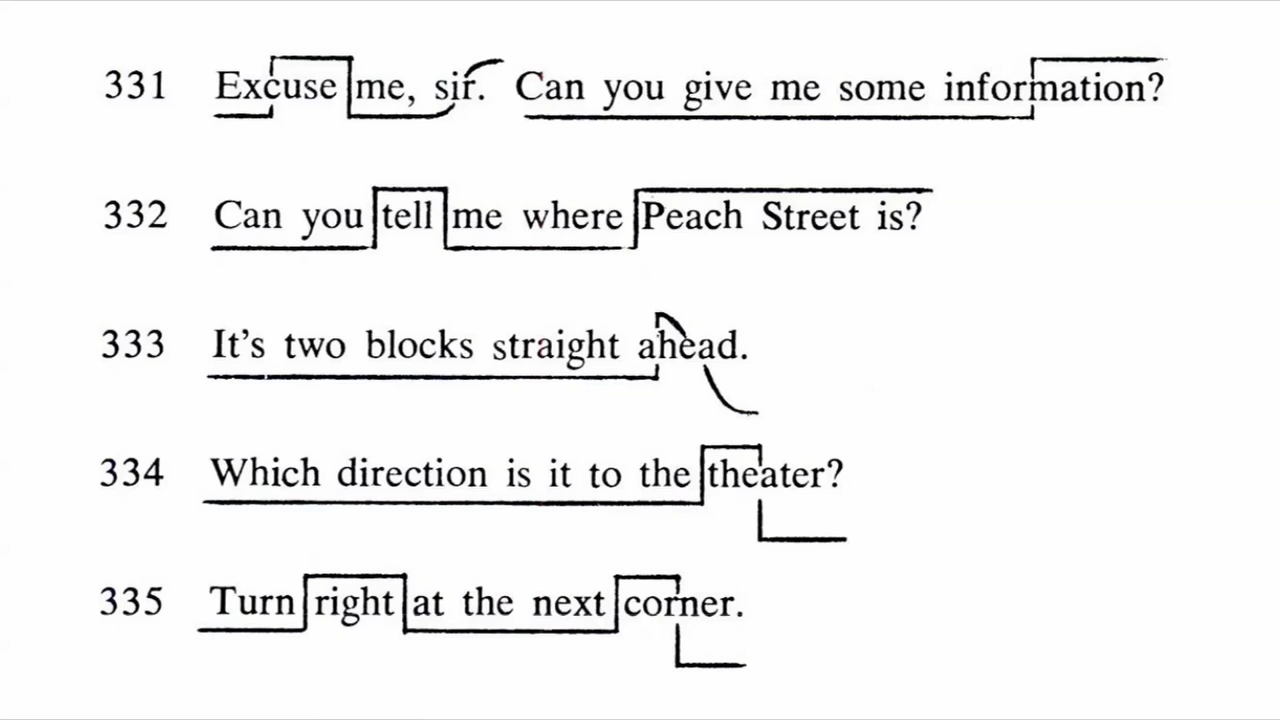 331 Excuse me, sir. Can you give me some information?
332 Can you tell me where Peach Street is?
333 It's two blocks straight ahead.
334 Which direction is it to the theater?
335 Turn right at the next corner.